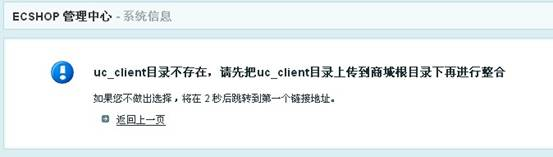 ECSHOP 管理中心 - 系统信息
uc_client目录不存在，请先把uc_client目录上传到商城根目录下再进行整合
如果您不做出选择，将在 2 秒后跳转到第一个链接地址。
返回上一页